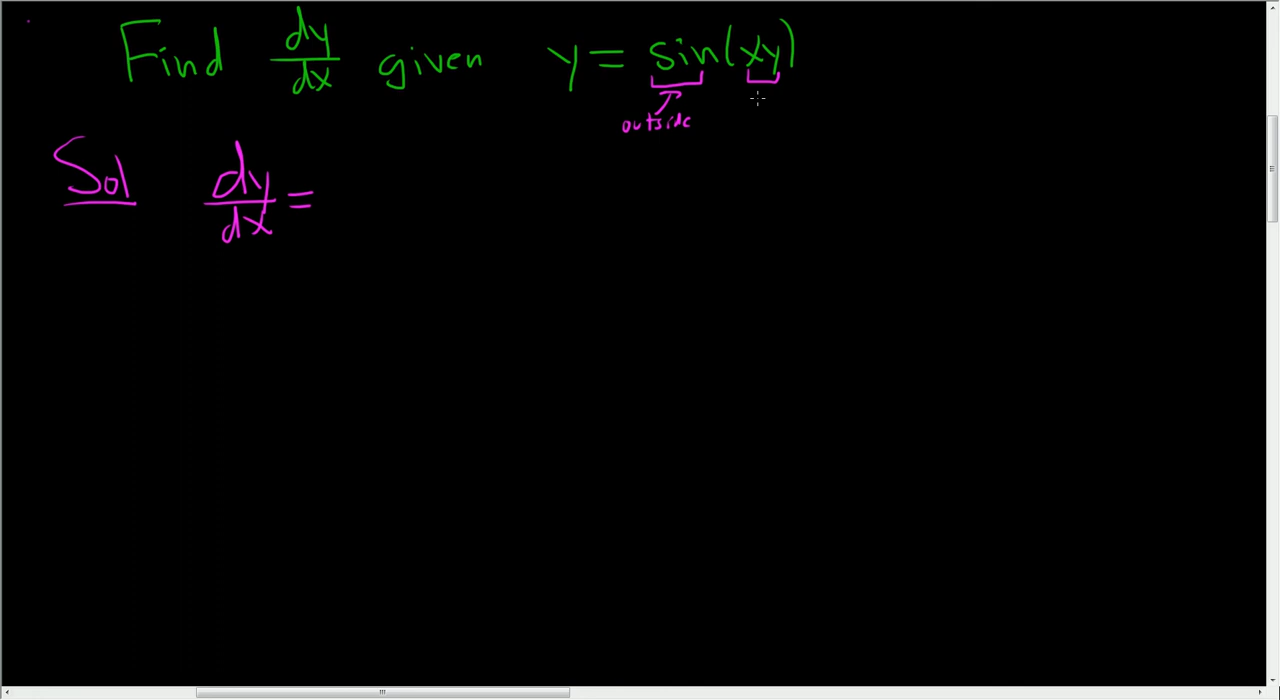 Find dy/dx given y = sin(xy)
outside
Sol dy/dx =